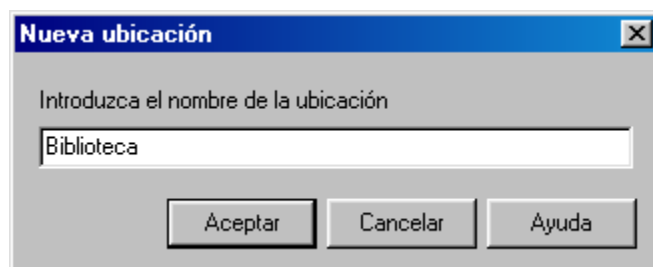 Nueva ubicación
Introduzca el nombre de la ubicación
Biblioteca
Aceptar Cancelar Ayuda